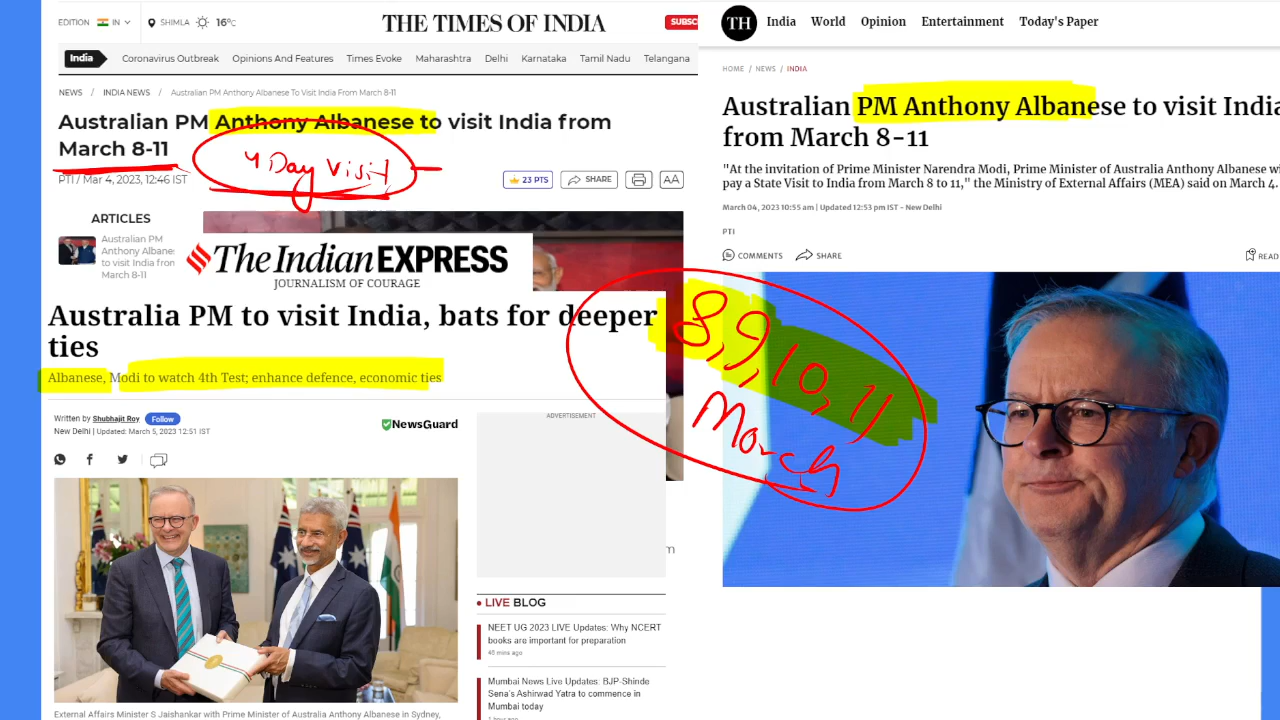 EDITION IN
SHIMLA 16°C
THE TIMES OF INDIA
SUBSC
India
Coronavirus Outbreak Opinions And Features Times Evoke Maharashtra Delhi Karnataka Tamil Nadu Telangana
NEWS / INDIA NEWS / Australian PM Anthony Albanese To Visit India From March 8-11
Australian PM Anthony Albanese to visit India from
March 8-11
4 Day Visit
PTI / Mar 4, 2023, 12:46 IST
23 PTS
SHARE
AA
ARTICLES
Australian PM
Anthony Albane
to visit India fron
March 8-11
The Indian EXPRESS
JOURNALISM OF COURAGE
Australia PM to visit India, bats for deeper
ties
Albanese, Modi to watch 4th Test; enhance defence, economic ties
Written by Shubhajit Roy Follow
New Delhi | Updated: March 5, 2023 12:51 IST
NewsGuard
ADVERTISEMENT
LIVE BLOG
NEET UG 2023 LIVE Updates: Why NCERT
books are important for preparation
46 mins ago
Mumbai News Live Updates: BJP-Shinde
Sena's Ashirwad Yatra to commence in
Mumbai today
1 hour ago
External Affairs Minister S Jaishankar with Prime Minister of Australia Anthony Albanese in Sydney,
TH
India World Opinion Entertainment Today's Paper
HOME / NEWS / INDIA
Australian PM Anthony Albanese to visit India
from March 8-11
"At the invitation of Prime Minister Narendra Modi, Prime Minister of Australia Anthony Albanese wi
pay a State Visit to India from March 8 to 11," the Ministry of External Affairs (MEA) said on March 4.
March 04, 2023 10:55 am | Updated 12:53 pm IST - New Delhi
PTI
COMMENTS SHARE
READ
8, 9, 10, 11
March